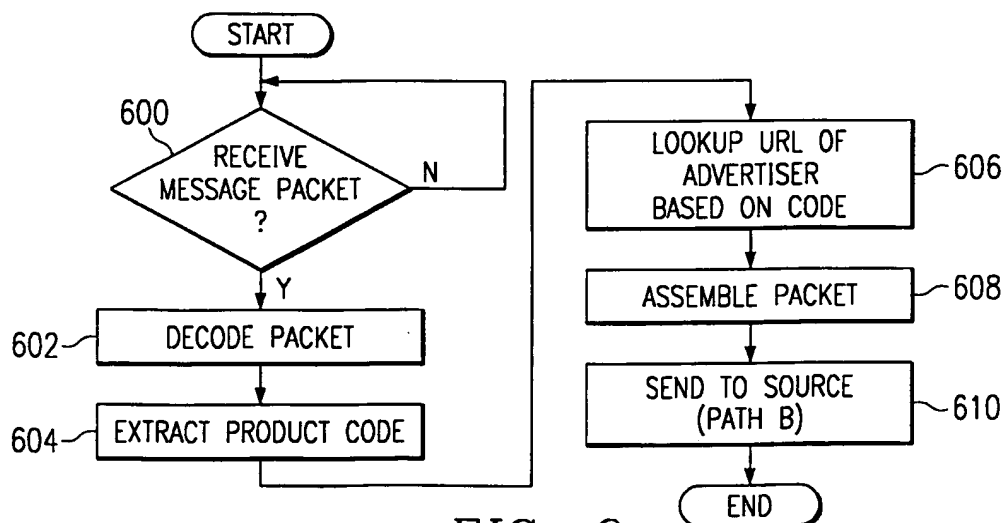 START
600
RECEIVE
MESSAGE PACKET
?
N
Y
602
DECODE PACKET
604
EXTRACT PRODUCT CODE
LOOKUP URL OF
ADVERTISER
BASED ON CODE
606
ASSEMBLE PACKET
608
SEND TO SOURCE
(PATH B)
610
END